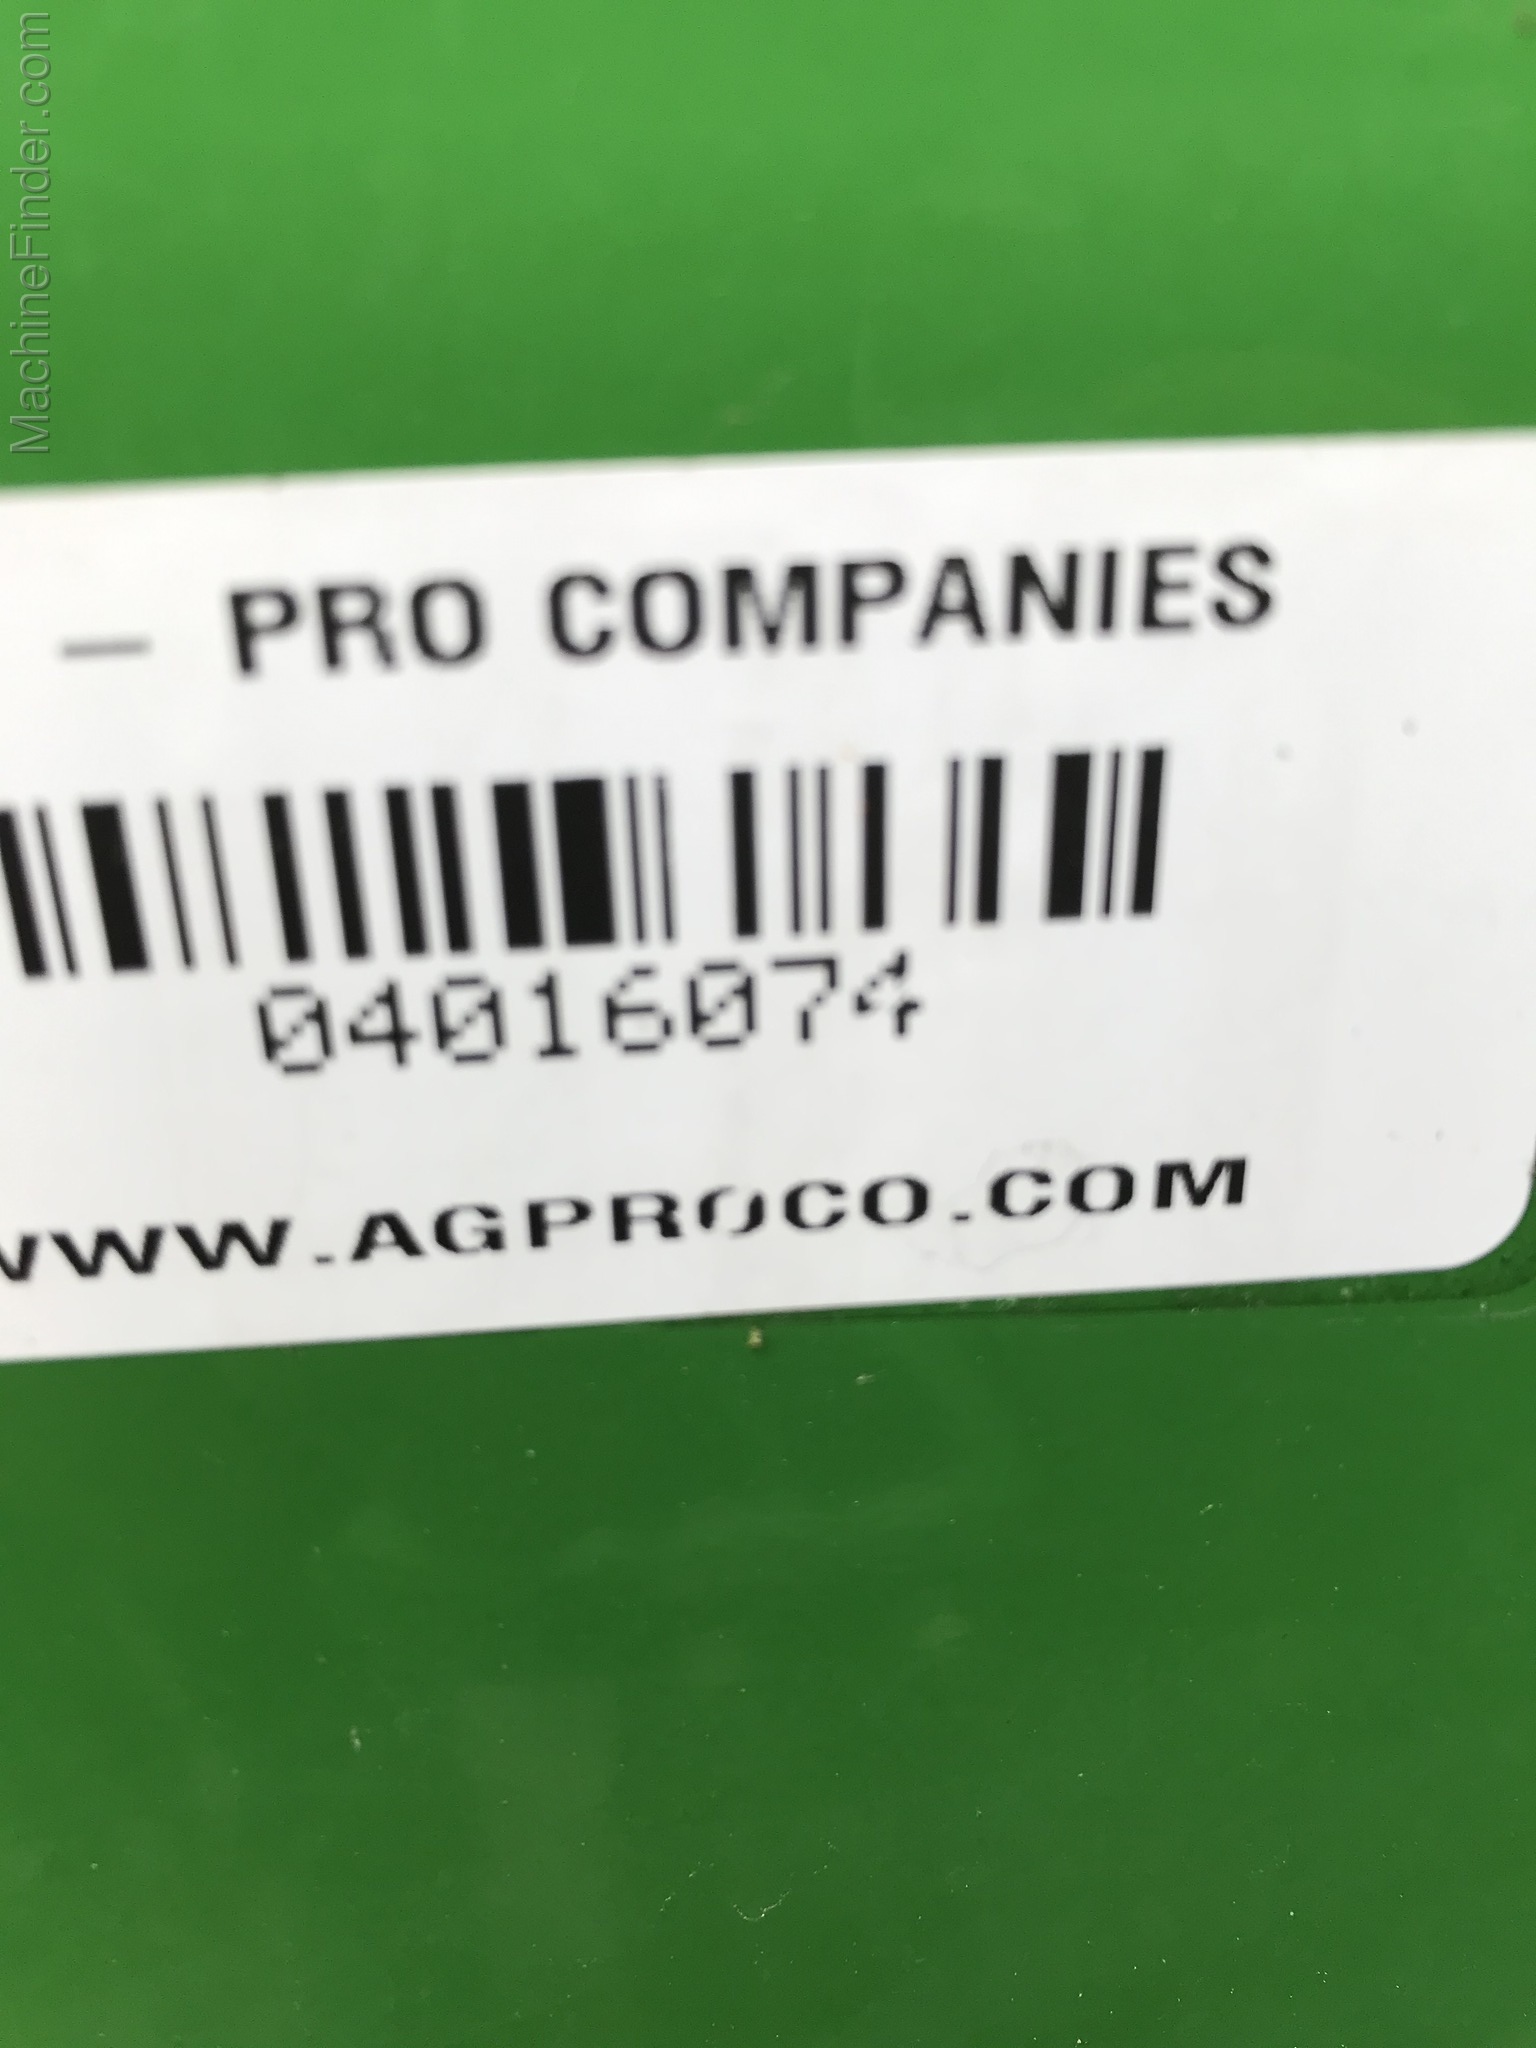 MachineFinder.com
- PRO COMPANIES
04016074
WWW.AGPROCO.COM